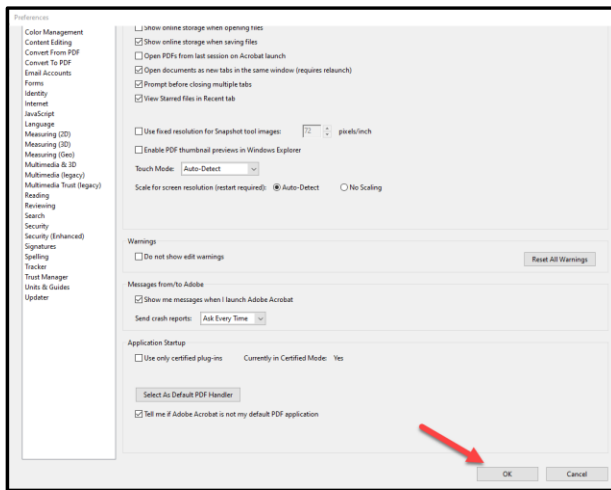 Preferences
Color Management
Content Editing
Convert From PDF
Convert To PDF
Email Accounts
Forms
Identity
Internet
JavaScript
Language
Measuring (2D)
Measuring (3D)
Measuring (Geo)
Multimedia & 3D
Multimedia (legacy)
Multimedia Trust (legacy)
Reading
Reviewing
Search
Security
Security (Enhanced)
Signatures
Spelling
Tracker
Trust Manager
Units & Guides
Updater
Show online storage when opening files
Show online storage when saving files
Open PDFs from last session on Acrobat launch
Open documents as new tabs in the same window (requires relaunch)
Prompt before closing multiple tabs
View Starred files in Recent tab
Use fixed resolution for Snapshot tool images: 72 pixels/inch
Enable PDF thumbnail previews in Windows Explorer
Touch Mode: Auto-Detect
Scale for screen resolution (restart required): Auto-Detect No Scaling
Warnings
Do not show edit warnings Reset All Warnings
Messages from/to Adobe
Show me messages when I launch Adobe Acrobat
Send crash reports: Ask Every Time
Application Startup
Use only certified plug-ins Currently in Certified Mode: Yes
Select As Default PDF Handler
Tell me if Adobe Acrobat is not my default PDF application
OK Cancel